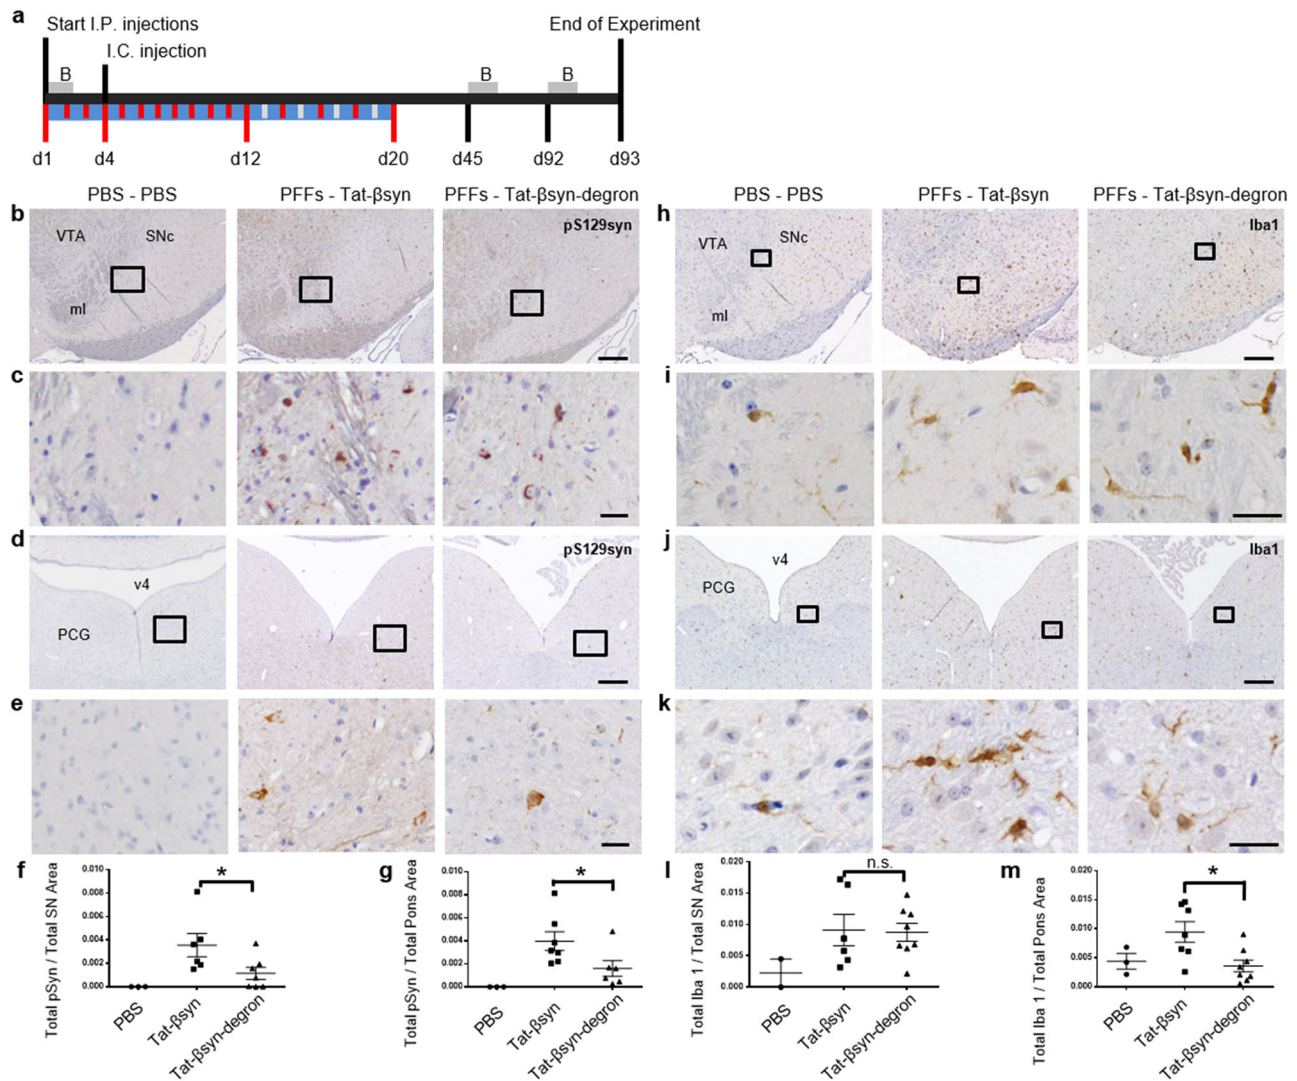 a
Start I.P. injections
End of Experiment
I.C. injection
B
B
B
d1
d4
d12
d20
d45
d92
d93
PBS - PBS
PFFs - Tat-βsyn
PFFs - Tat-βsyn-degron
PBS - PBS
PFFs - Tat-βsyn
PFFs - Tat-βsyn-degron
b
VTA
SNc
ml
pS129syn
h
VTA
SNc
ml
Iba1
c
i
d
v4
PCG
pS129syn
j
v4
PCG
Iba1
e
k
f
Total pSyn / Total SN Area
0.010
0.008
0.006
0.004
0.002
0.000
*
PBS
Tat-βsyn
Tat-βsyn-degron
g
Total pSyn / Total Pons Area
0.010
0.008
0.006
0.004
0.002
0.000
*
PBS
Tat-βsyn
Tat-βsyn-degron
l
Total Iba 1 / Total SN Area
0.020
0.015
0.010
0.005
0.000
n.s.
PBS
Tat-βsyn
Tat-βsyn-degron
m
Total Iba 1 / Total Pons Area
0.020
0.015
0.010
0.005
0.000
*
PBS
Tat-βsyn
Tat-βsyn-degron